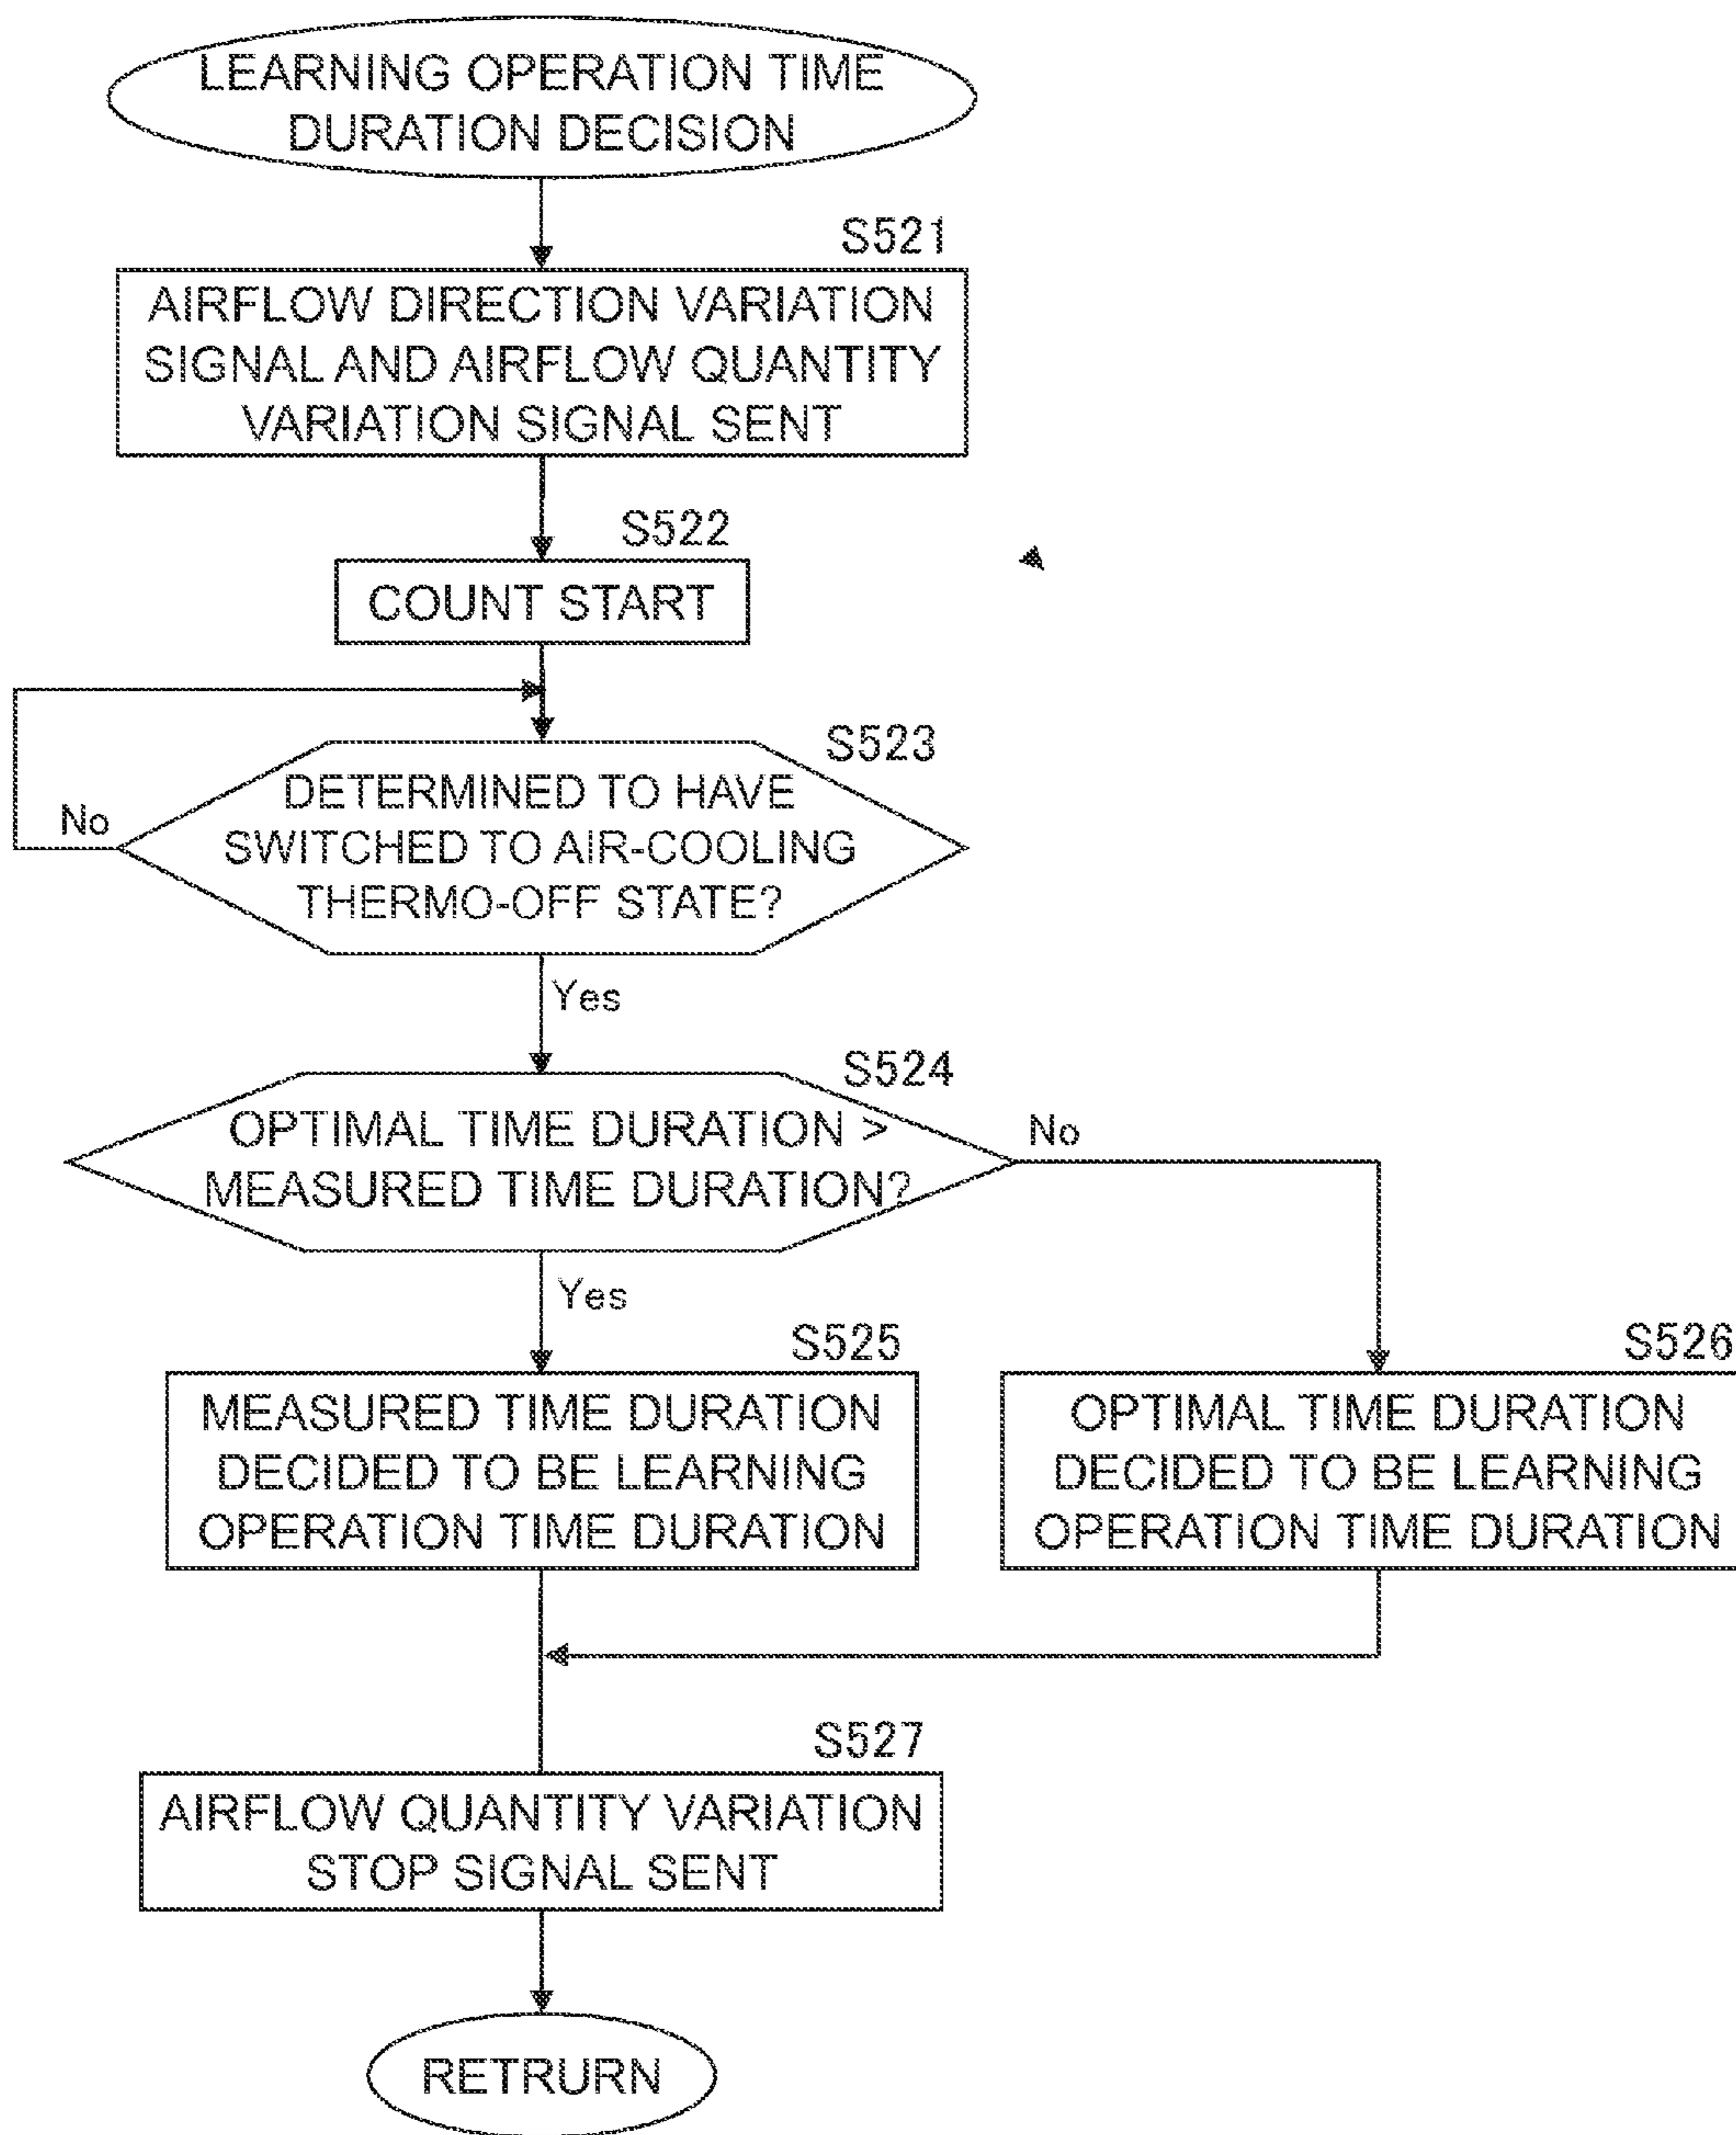 LEARNING OPERATION TIME
DURATION DECISION
S521
AIRFLOW DIRECTION VARIATION
SIGNAL AND AIRFLOW QUANTITY
VARIATION SIGNAL SENT
S522
COUNT START
S523
DETERMINED TO HAVE
SWITCHED TO AIR-COOLING
THERMO-OFF STATE?
No
Yes
S524
OPTIMAL TIME DURATION >
MEASURED TIME DURATION?
No
Yes
S525
MEASURED TIME DURATION
DECIDED TO BE LEARNING
OPERATION TIME DURATION
S526
OPTIMAL TIME DURATION
DECIDED TO BE LEARNING
OPERATION TIME DURATION
S527
AIRFLOW QUANTITY VARIATION
STOP SIGNAL SENT
RETRURN